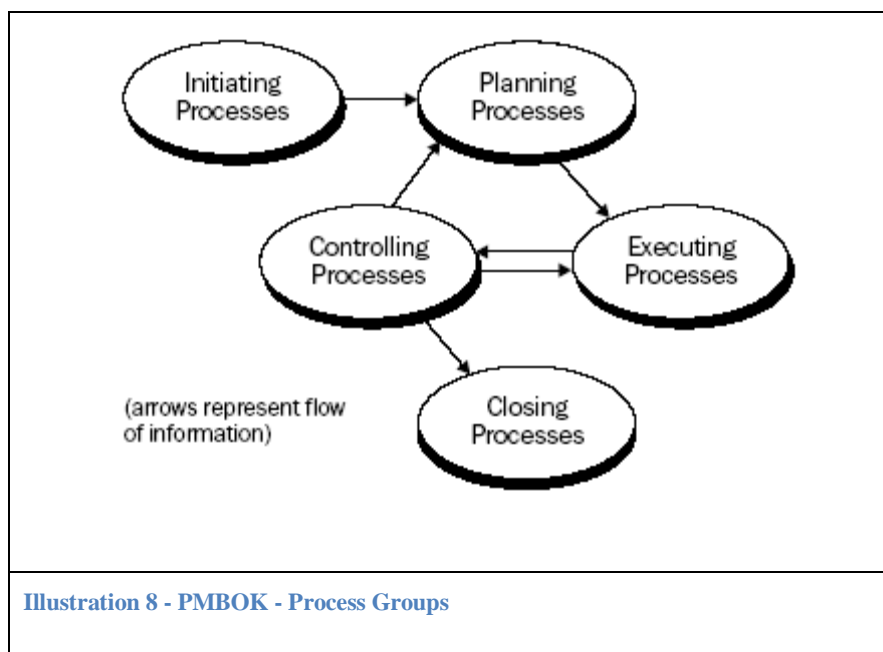 Initiating
Processes
Planning
Processes
Controlling
Processes
Executing
Processes
(arrows represent flow
of information)
Closing
Processes
Illustration 8 - PMBOK - Process Groups